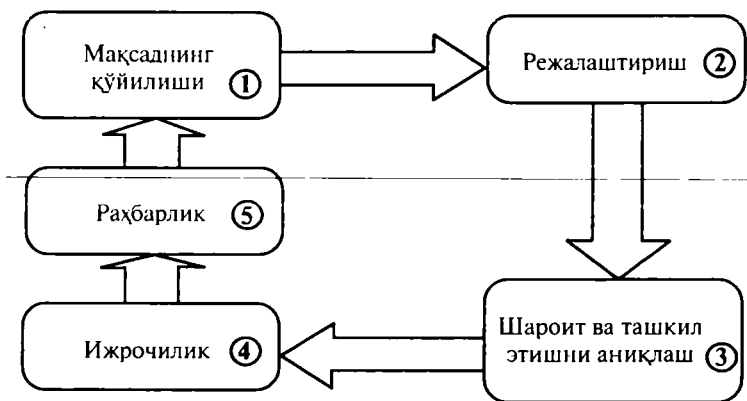 Мақсаднинг
қўйилиши ①
Режалаштириш ②
Раҳбарлик ⑤
Ижрочилик ④
Шароит ва ташкил
этишни аниқлаш ③